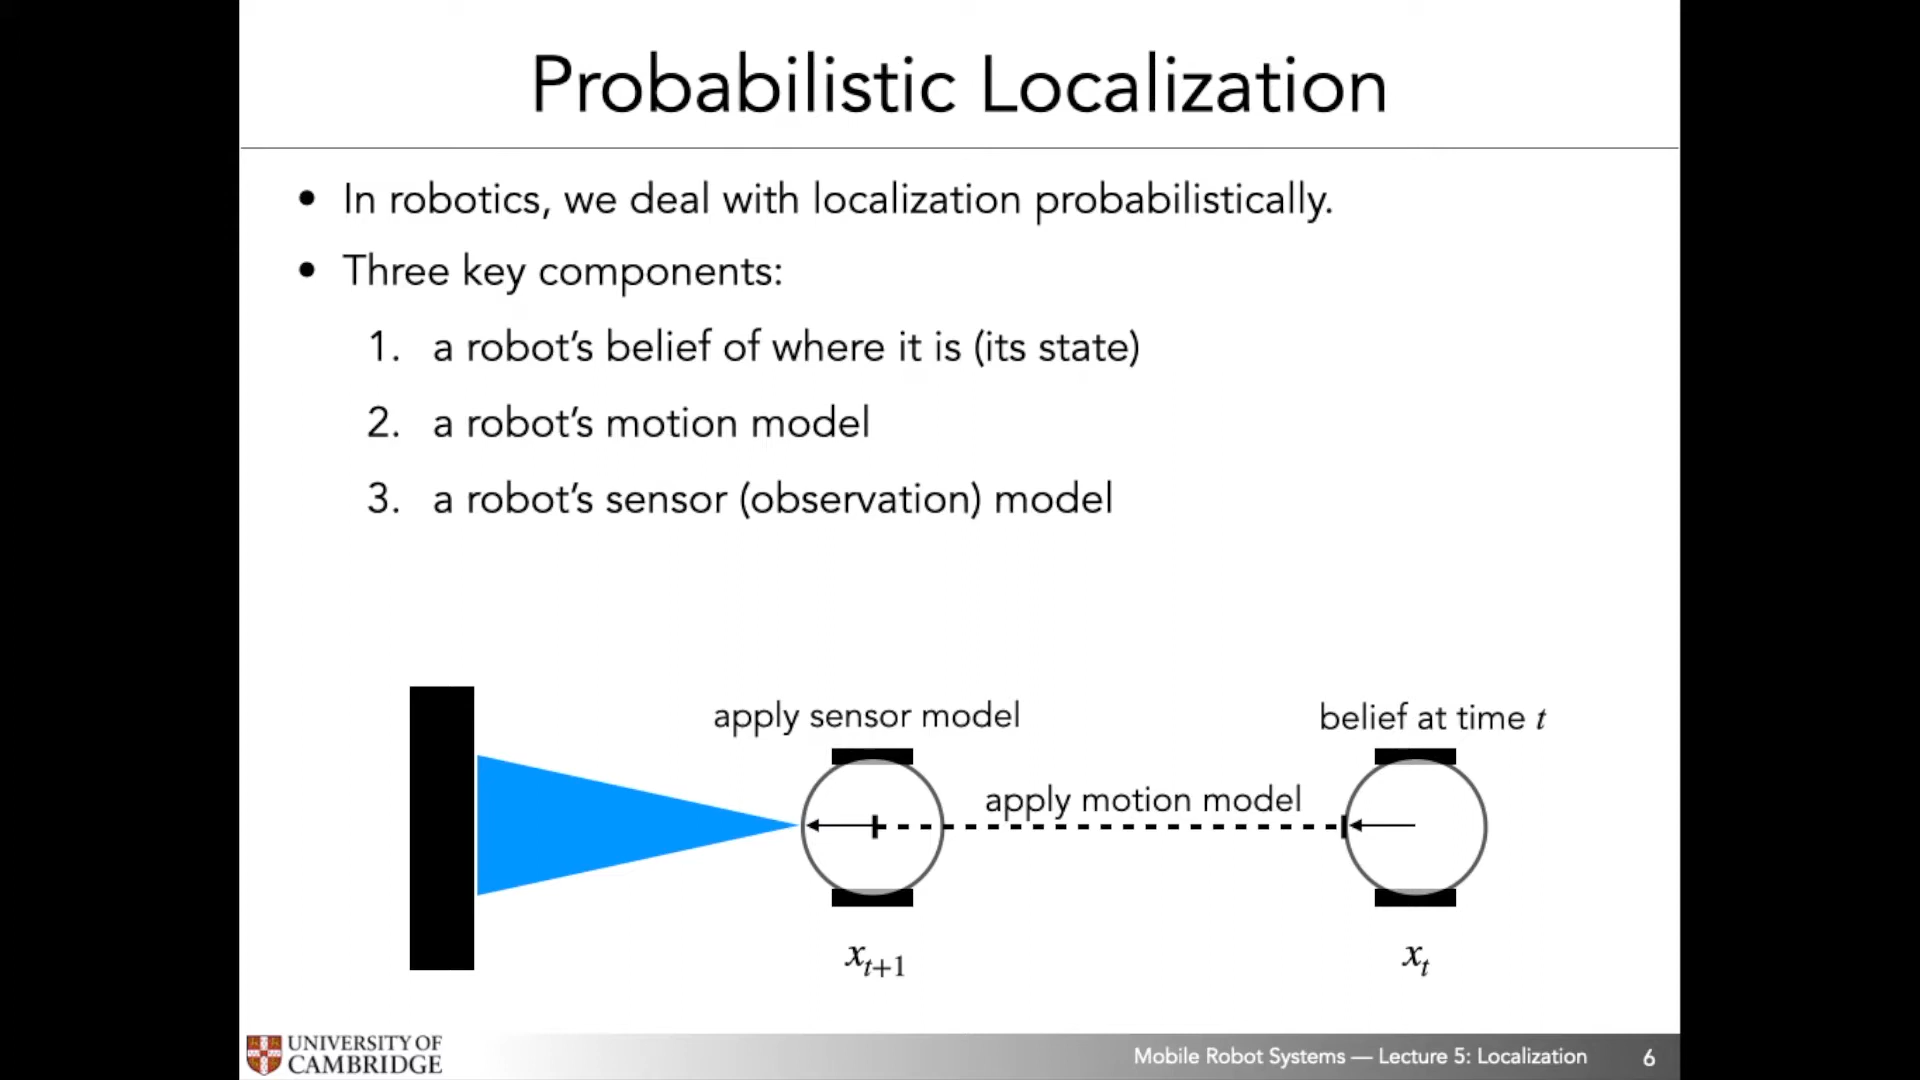 Probabilistic Localization
• In robotics, we deal with localization probabilistically.
• Three key components:
1. a robot’s belief of where it is (its state)
2. a robot’s motion model
3. a robot’s sensor (observation) model
apply sensor model
belief at time t
apply motion model
xₜ₊₁
xₜ
UNIVERSITY OF
CAMBRIDGE
Mobile Robot Systems — Lecture 5: Localization
6